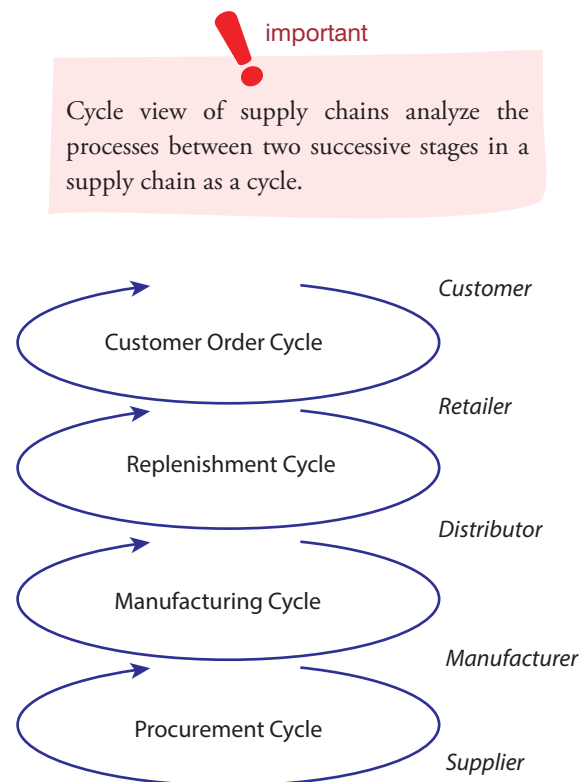 important
Cycle view of supply chains analyze the
processes between two successive stages in a
supply chain as a cycle.
Customer
Customer Order Cycle
Retailer
Replenishment Cycle
Distributor
Manufacturing Cycle
Manufacturer
Procurement Cycle
Supplier